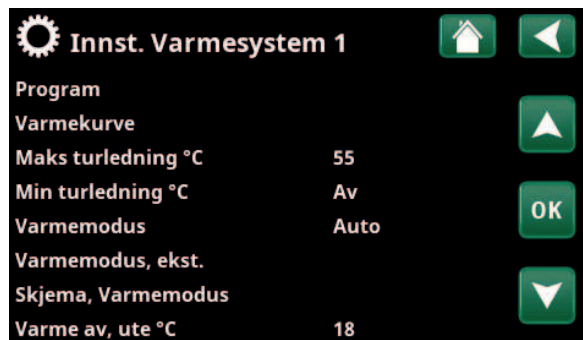 Innst. Varmesystem 1
Program
Varmekurve
Maks turledning °C 55
Min turledning °C Av
Varmemodus Auto
OK
Varmemodus, ekst.
Skjema, Varmemodus
Varme av, ute °C 18